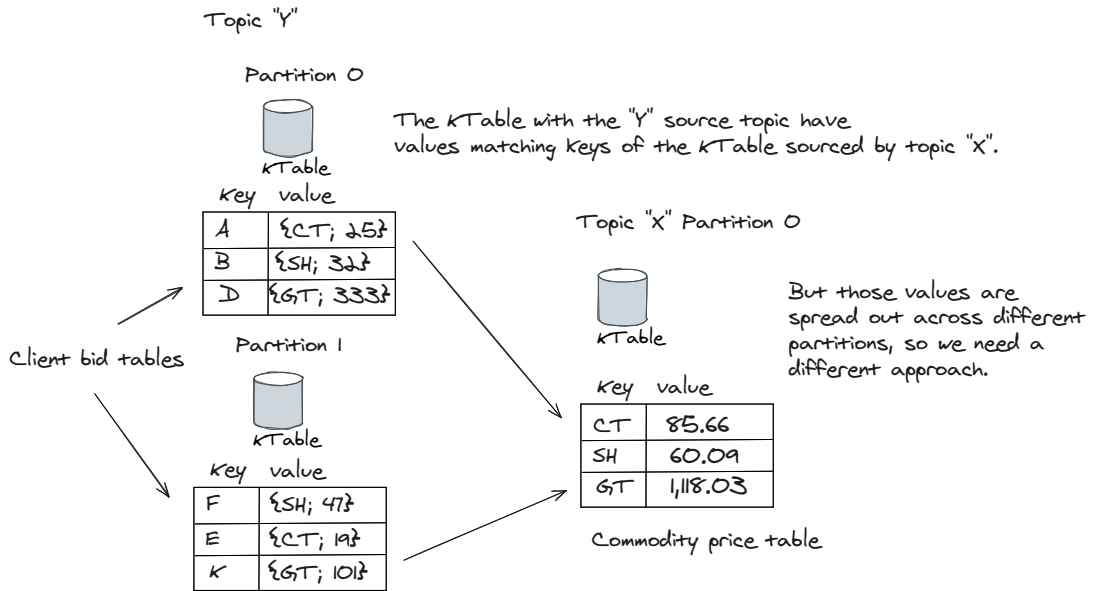 Topic "Y"
Partition 0
KTable
Key value
A {CT; 25}
B {SH; 32}
D {GT; 333}
Client bid tables
Partition 1
KTable
Key value
F {SH; 47}
E {CT; 19}
K {GT; 101}
The KTable with the "Y" source topic have
values matching keys of the KTable sourced by topic "X".
Topic "X" Partition 0
KTable
Key value
CT 85.66
SH 60.09
GT 1,118.03
Commodity price table
But those values are
spread out across different
partitions, so we need a
different approach.